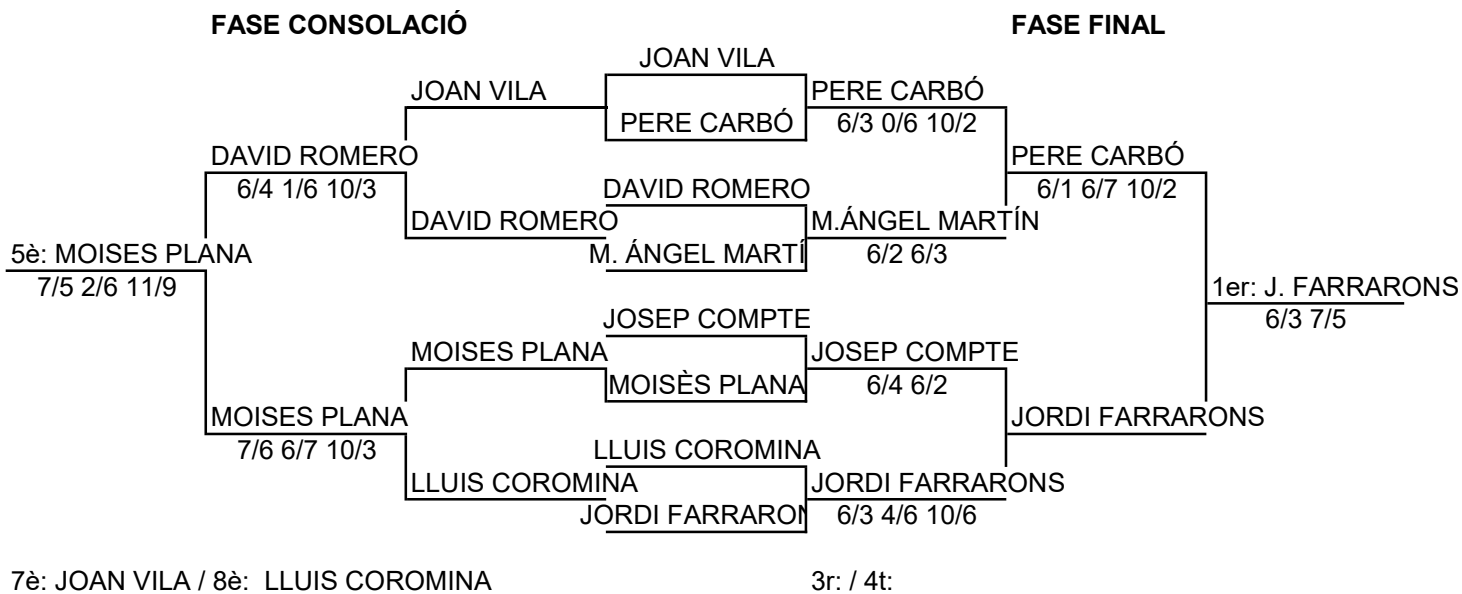 FASE CONSOLACIÓ FASE FINAL
JOAN VILA
JOAN VILA PERE CARBÓ
PERE CARBÓ 6/3 0/6 10/2
DAVID ROMERO PERE CARBÓ
6/4 1/6 10/3 DAVID ROMERO 6/1 6/7 10/2
DAVID ROMERO M.ÁNGEL MARTÍN
5è: MOISES PLANA M. ÁNGEL MARTÍ 6/2 6/3
7/5 2/6 11/9 1er: J. FARRARONS
JOSEP COMPTE 6/3 7/5
MOISES PLANA JOSEP COMPTE
MOISÈS PLANA 6/4 6/2
MOISES PLANA JORDI FARRARONS
7/6 6/7 10/3 LLUIS COROMINA
LLUIS COROMINA JORDI FARRARONS
JORDI FARRARON 6/3 4/6 10/6
7è: JOAN VILA / 8è: LLUIS COROMINA 3r: / 4t: